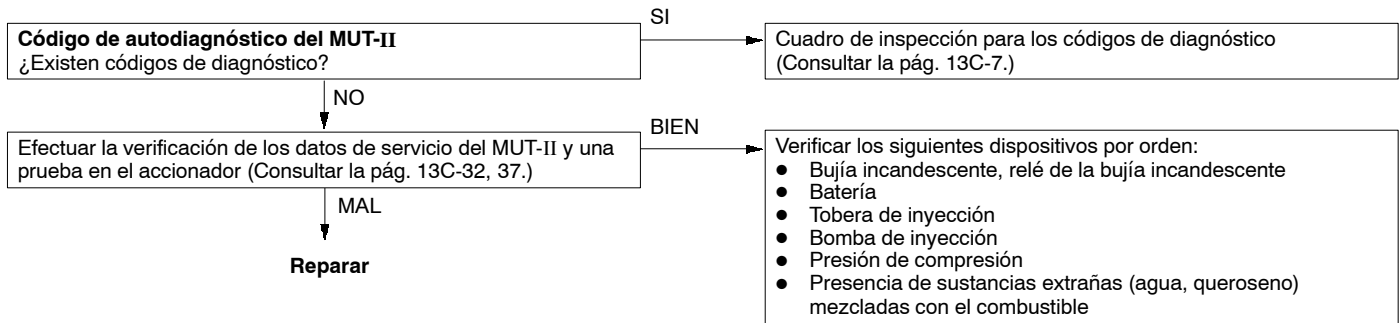 SI
Código de autodiagnóstico del MUT-II
¿Existen códigos de diagnóstico?
Cuadro de inspección para los códigos de diagnóstico
(Consultar la pág. 13C-7.)
NO
BIEN
Efectuar la verificación de los datos de servicio del MUT-II y una
prueba en el accionador (Consultar la pág. 13C-32, 37.)
Verificar los siguientes dispositivos por orden:
● Bujía incandescente, relé de la bujía incandescente
● Batería
● Tobera de inyección
● Bomba de inyección
● Presión de compresión
● Presencia de sustancias extrañas (agua, queroseno)
mezcladas con el combustible
MAL
Reparar